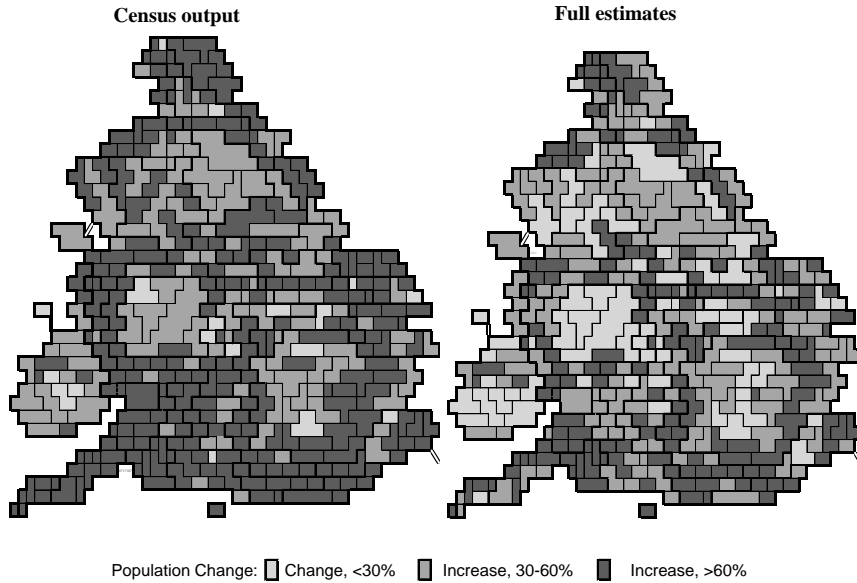 Census output
Full estimates
Population Change: Change, <30% Increase, 30-60% Increase, >60%